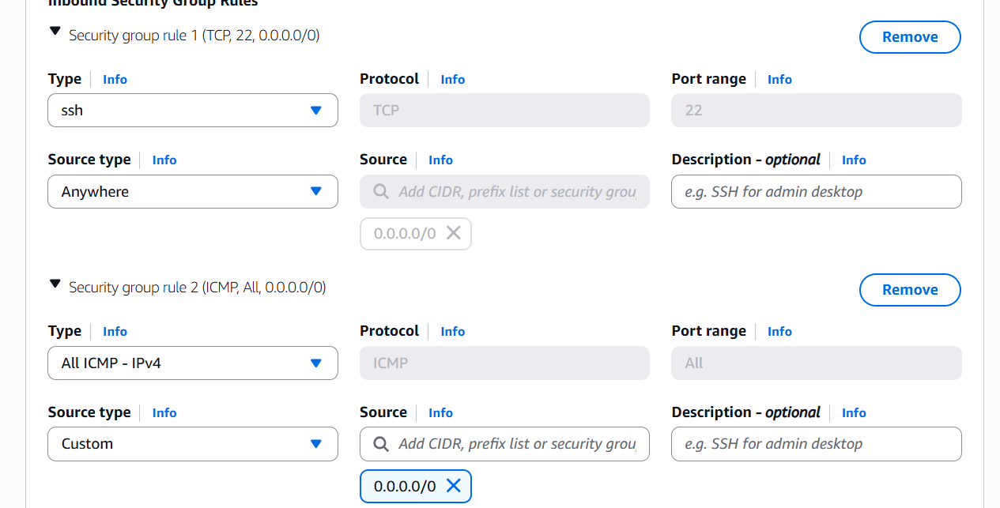 Inbound Security Group Rules
Security group rule 1 (TCP, 22, 0.0.0.0/0)
Remove
Type Info
Protocol Info
Port range Info
ssh
TCP
22
Source type Info
Source Info
Description - optional Info
Anywhere
Add CIDR, prefix list or security grou
e.g. SSH for admin desktop
0.0.0.0/0
Security group rule 2 (ICMP, All, 0.0.0.0/0)
Remove
Type Info
Protocol Info
Port range Info
All ICMP - IPv4
ICMP
All
Source type Info
Source Info
Description - optional Info
Custom
Add CIDR, prefix list or security grou
e.g. SSH for admin desktop
0.0.0.0/0